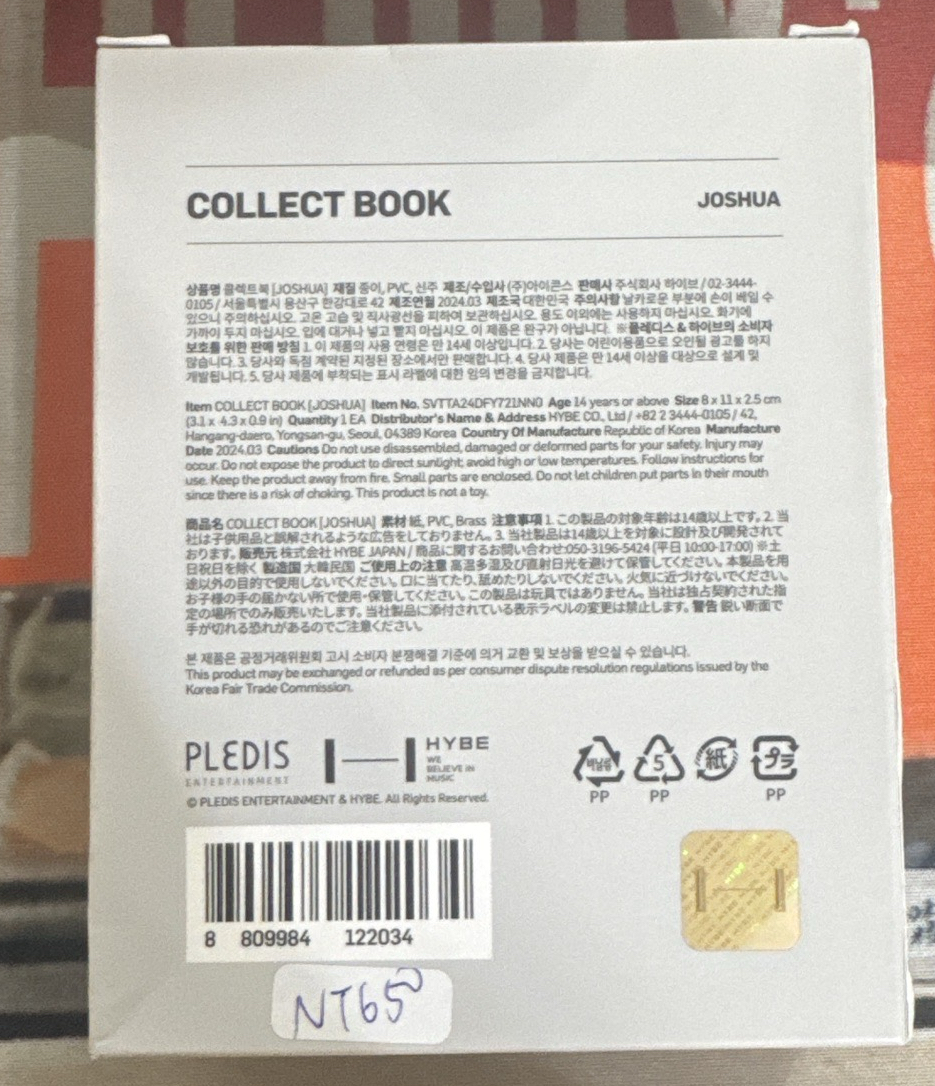 COLLECT BOOK JOSHUA
상품명 콜렉트북 [JOSHUA] 재질 종이, PVC, 신주 제조/수입사 (주)아이콘스 판매사 주식회사 하이브 / 02-3444-
0105 / 서울특별시 용산구 한강대로 42 제조연월 2024.03 제조국 대한민국 주의사항 날카로운 부분에 손이 베일 수
있으니 주의하십시오. 고온 고습 및 직사광선을 피하여 보관하십시오. 용도 이외에는 사용하지 마십시오. 화기에
가까이 두지 마십시오. 입에 대거나 넣고 빨지 마십시오. 이 제품은 완구가 아닙니다. ※플레디스 & 하이브의 소비자
보호를 위한 판매 방침 1. 이 제품의 사용 연령은 만 14세 이상입니다. 2. 당사는 어린이용품으로 오인될 광고를 하지
않습니다. 3. 당사와 독점 계약된 지정된 장소에서만 판매합니다. 4. 당사 제품은 만 14세 이상을 대상으로 설계 및
개발됩니다. 5. 당사 제품에 부착되는 표시 라벨에 대한 임의 변경을 금지합니다.
Item COLLECT BOOK [JOSHUA] Item No. SVTTA24DFY721NN0 Age 14 years or above Size 8 x 11 x 2.5 cm
(3.1 x 4.3 x 0.9 in) Quantity 1 EA Distributor's Name & Address HYBE CO., Ltd / +82 2 3444-0105 / 42,
Hangang-daero, Yongsan-gu, Seoul, 04389 Korea Country Of Manufacture Republic of Korea Manufacture
Date 2024.03 Cautions Do not use disassembled, damaged or deformed parts for your safety. Injury may
occur. Do not expose the product to direct sunlight; avoid high or low temperatures. Follow instructions for
use. Keep the product away from fire. Small parts are enclosed. Do not let children put parts in their mouth
since there is a risk of choking. This product is not a toy.
商品名 COLLECT BOOK [JOSHUA] 素材 紙, PVC, Brass 注意事項 1. この製品の対象年齢は14歳以上です。2. 当
社は子供用品と誤解されるような広告をしておりません。3. 当社製品は14歳以上を対象に設計及び開発されて
おります。販売元 株式会社 HYBE JAPAN / 商品に関するお問い合わせ:050-3196-5424 (平日 10:00-17:00) ※土
日祝日を除く 製造国 大韓民国 ご使用上の注意 高温多湿及び直射日光を避けて保管してください。本製品を用
途以外の目的で使用しないでください。口に当てたり、舐めたりしないでください。火気に近づけないでください。
お子様の手の届かない所で使用・保管してください。この製品は玩具ではありません。当社は独占契約された指
定の場所でのみ販売いたします。当社製品に添付されている表示ラベルの変更は禁止します。警告 鋭い断面で
手が切れる恐れがあるのでご注意ください。
본 제품은 공정거래위원회 고시 소비자 분쟁해결 기준에 의거 교환 및 보상을 받으실 수 있습니다.
This product may be exchanged or refunded as per consumer dispute resolution regulations issued by the
Korea Fair Trade Commission.
PLEDIS
ENTERTAINMENT
HYBE
WE
BELIEVE IN
MUSIC
© PLEDIS ENTERTAINMENT & HYBE. All Rights Reserved.
비닐류 5 紙 プラ
PP PP PP
8 809984 122034
NT650